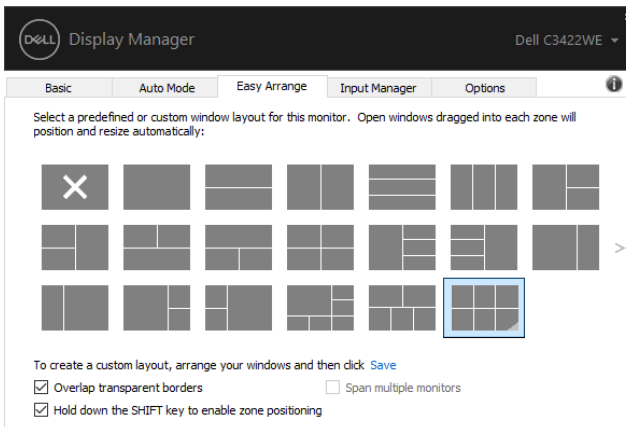 DELL Display Manager
Dell C3422WE
Basic Auto Mode Easy Arrange Input Manager Options
Select a predefined or custom window layout for this monitor. Open windows dragged into each zone will
position and resize automatically:
To create a custom layout, arrange your windows and then click Save
Overlap transparent borders Span multiple monitors
Hold down the SHIFT key to enable zone positioning